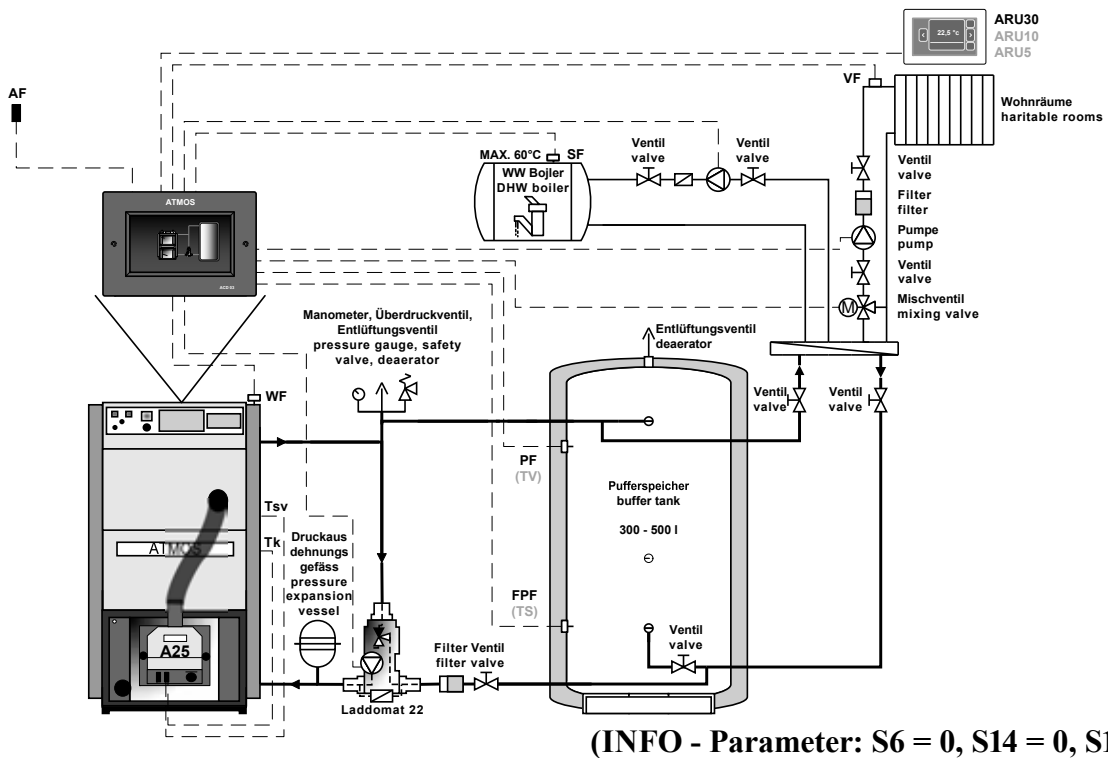 ARU30
ARU10
ARU5
22,5 °c
VF
AF
Wohnräume
haritable rooms
MAX. 60°C
SF
WW Bojler
DHW boiler
Ventil
valve
Ventil
valve
Ventil
valve
Filter
filter
Pumpe
pump
Ventil
valve
M
Mischventil
mixing valve
ATMOS
ACD 03
Manometer, Überdruckventil,
Entlüftungsventil
pressure gauge, safety
valve, deaerator
Entlüftungsventil
deaerator
WF
Ventil
valve
Ventil
valve
PF
(TV)
Pufferspeicher
buffer tank
300 - 500 l
Tsv
Tk
ATMOS
Druckaus
dehnungs
gefäss
pressure
expansion
vessel
FPF
(TS)
A25
Filter Ventil
filter valve
Ventil
valve
Laddomat 22
(INFO - Parameter: S6 = 0, S14 = 0, S1